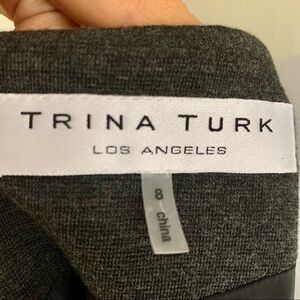 TRINA TURK
LOS ANGELES
8
china